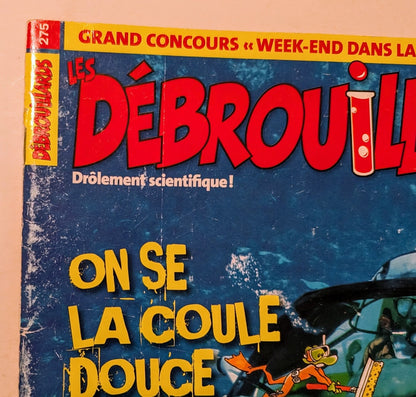 275
DÉBROUILLARDS
GRAND CONCOURS « WEEK-END DANS LA
LES
DÉBROUILL
Drôlement scientifique !
ON SE
LA COULE
DOUCE